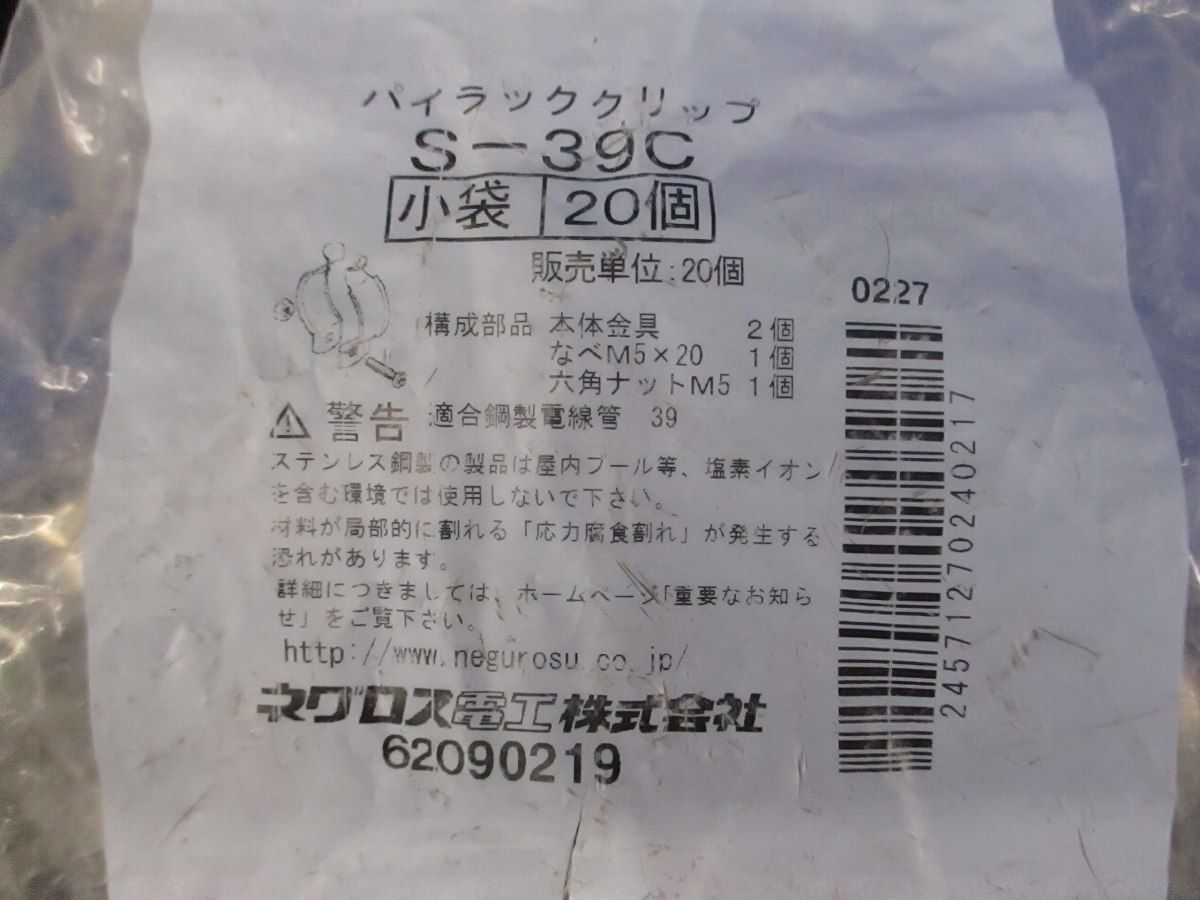 パイラッククリップ
S-39C
小袋 20個
販売単位:20個
構成部品 本体金具 2個
なべM5×20 1個
六角ナットM5 1個
⚠ 警告 適合鋼製電線管 39
ステンレス鋼製の製品は屋内プール等、塩素イオン
を含む環境では使用しないで下さい。
材料が局部的に割れる「応力腐食割れ」が発生する
恐れがあります。
詳細につきましては、ホームページ「重要なお知ら
せ」をご覧下さい。
http://www.negurosu.co.jp/
ネグロス電工株式会社
62090219
0227
24571270240217